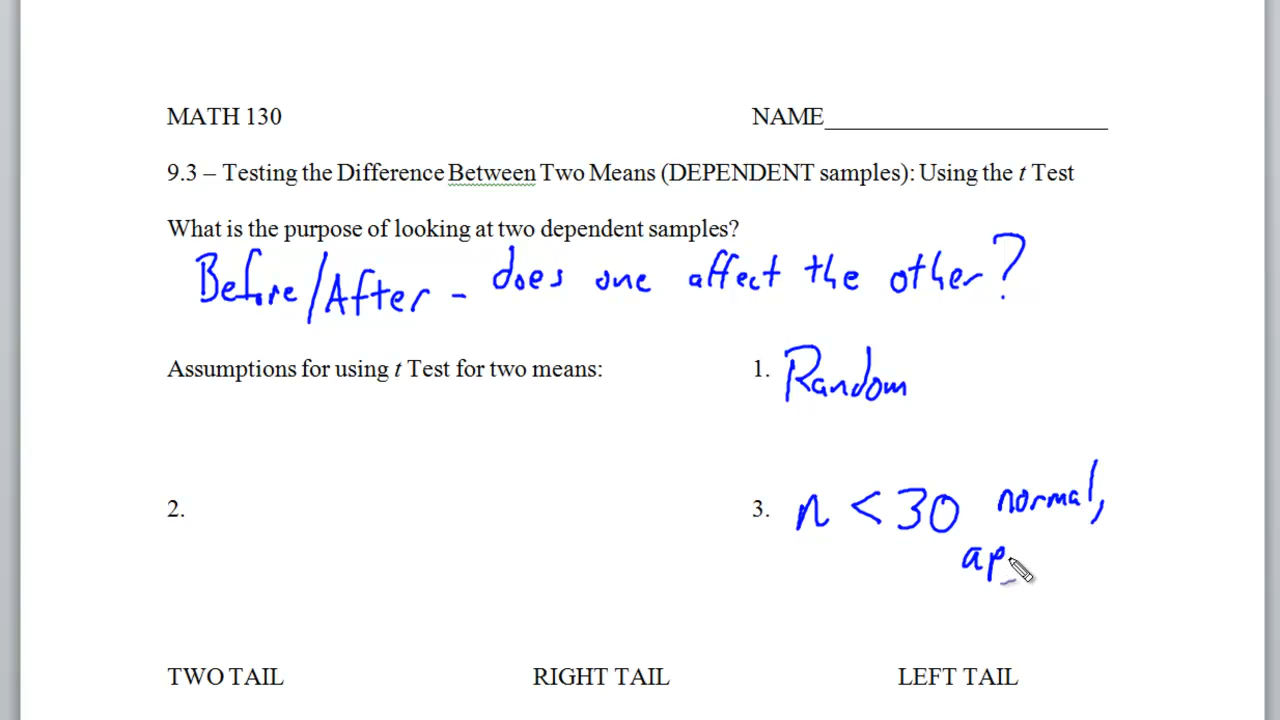 MATH 130 NAME
9.3 – Testing the Difference Between Two Means (DEPENDENT samples): Using the t Test
What is the purpose of looking at two dependent samples?
Before/After - does one affect the other?
Assumptions for using t Test for two means: 1. Random
2. 3. n < 30 normal,
ap
TWO TAIL RIGHT TAIL LEFT TAIL